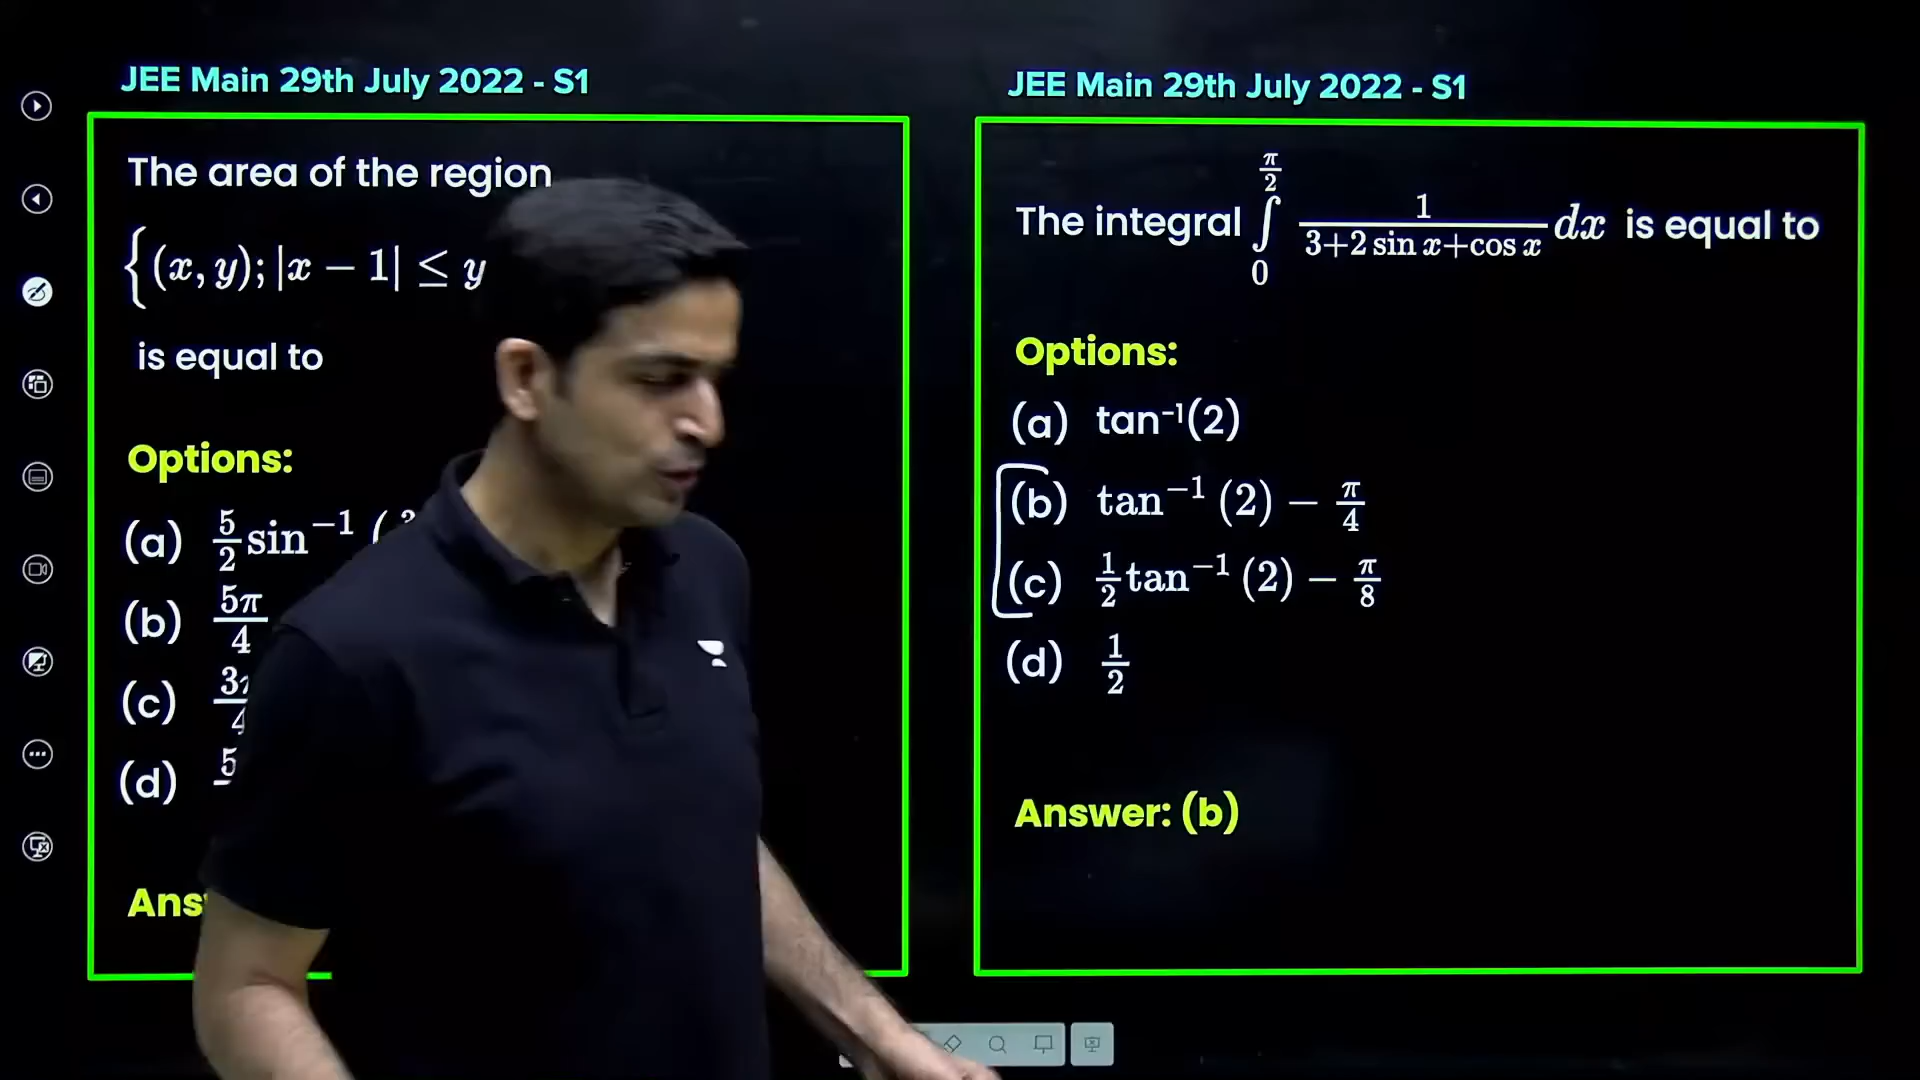 JEE Main 29th July 2022 - S1
The area of the region
{(x, y); |x − 1| ≤ y
is equal to
Options:
(a) 5/2 sin⁻¹ (
(b) 5π/4
(c)
(d)
JEE Main 29th July 2022 - S1
The integral ∫₀^(π/2) 1/(3+2 sin x+cos x) dx is equal to
Options:
(a) tan⁻¹(2)
(b) tan⁻¹ (2) − π/4
(c) 1/2 tan⁻¹ (2) − π/8
(d) 1/2
Answer: (b)